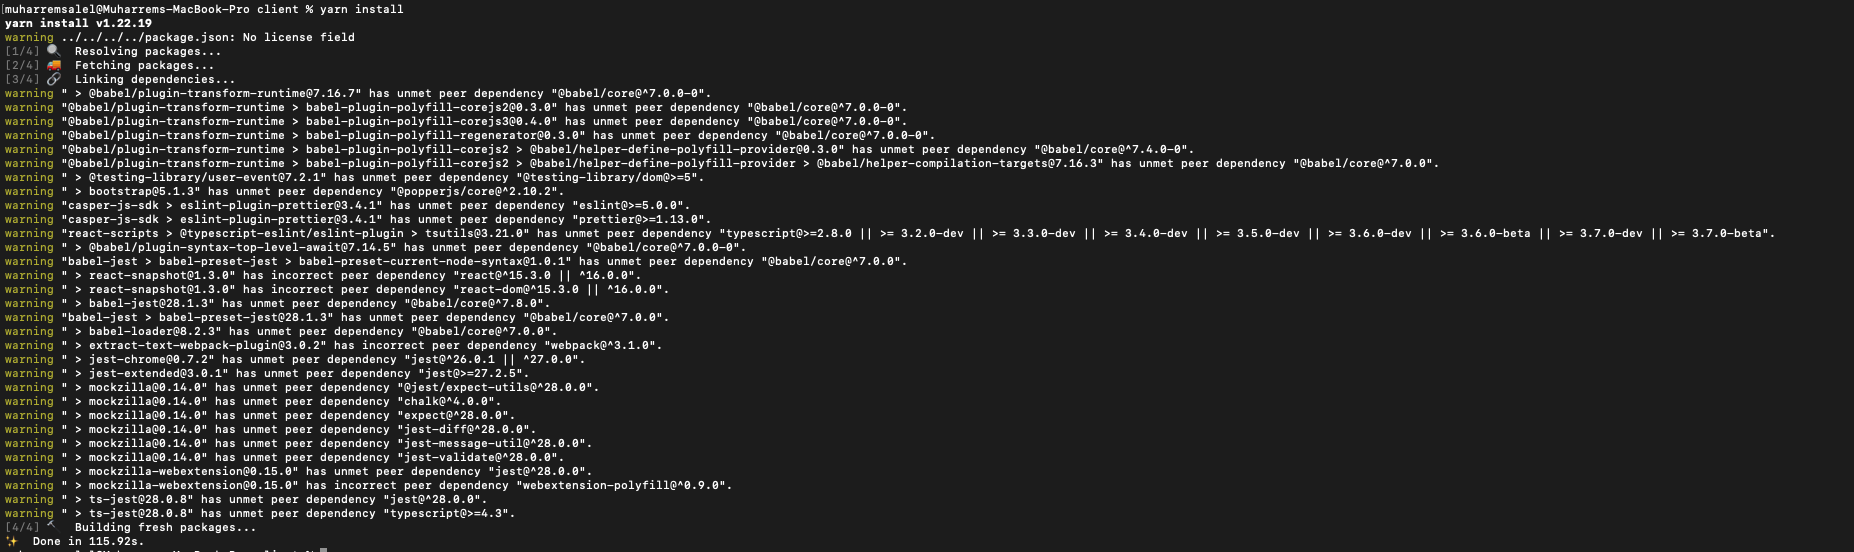 [muharremsalel@Muharrems-MacBook-Pro client % yarn install
yarn install v1.22.19
warning ../../../../package.json: No license field
[1/4] 🔍 Resolving packages...
[2/4] 🚚 Fetching packages...
[3/4] 🔗 Linking dependencies...
warning " > @babel/plugin-transform-runtime@7.16.7" has unmet peer dependency "@babel/core@^7.0.0-0".
warning "@babel/plugin-transform-runtime > babel-plugin-polyfill-corejs2@0.3.0" has unmet peer dependency "@babel/core@^7.0.0-0".
warning "@babel/plugin-transform-runtime > babel-plugin-polyfill-corejs3@0.4.0" has unmet peer dependency "@babel/core@^7.0.0-0".
warning "@babel/plugin-transform-runtime > babel-plugin-polyfill-regenerator@0.3.0" has unmet peer dependency "@babel/core@^7.0.0-0".
warning "@babel/plugin-transform-runtime > babel-plugin-polyfill-corejs2 > @babel/helper-define-polyfill-provider@0.3.0" has unmet peer dependency "@babel/core@^7.4.0-0".
warning "@babel/plugin-transform-runtime > babel-plugin-polyfill-corejs2 > @babel/helper-define-polyfill-provider > @babel/helper-compilation-targets@7.16.3" has unmet peer dependency "@babel/core@^7.0.0".
warning " > @testing-library/user-event@7.2.1" has unmet peer dependency "@testing-library/dom@>=5".
warning " > bootstrap@5.1.3" has unmet peer dependency "@popperjs/core@^2.10.2".
warning "casper-js-sdk > eslint-plugin-prettier@3.4.1" has unmet peer dependency "eslint@>=5.0.0".
warning "casper-js-sdk > eslint-plugin-prettier@3.4.1" has unmet peer dependency "prettier@>=1.13.0".
warning "react-scripts > @typescript-eslint/eslint-plugin > tsutils@3.21.0" has unmet peer dependency "typescript@>=2.8.0 || >= 3.2.0-dev || >= 3.3.0-dev || >= 3.4.0-dev || >= 3.5.0-dev || >= 3.6.0-dev || >= 3.6.0-beta || >= 3.7.0-dev || >= 3.7.0-beta".
warning " > @babel/plugin-syntax-top-level-await@7.14.5" has unmet peer dependency "@babel/core@^7.0.0-0".
warning "babel-jest > babel-preset-jest > babel-preset-current-node-syntax@1.0.1" has unmet peer dependency "@babel/core@^7.0.0".
warning " > react-snapshot@1.3.0" has incorrect peer dependency "react@^15.3.0 || ^16.0.0".
warning " > react-snapshot@1.3.0" has incorrect peer dependency "react-dom@^15.3.0 || ^16.0.0".
warning " > babel-jest@28.1.3" has unmet peer dependency "@babel/core@^7.8.0".
warning "babel-jest > babel-preset-jest@28.1.3" has unmet peer dependency "@babel/core@^7.0.0".
warning " > babel-loader@8.2.3" has unmet peer dependency "@babel/core@^7.0.0".
warning " > extract-text-webpack-plugin@3.0.2" has incorrect peer dependency "webpack@^3.1.0".
warning " > jest-chrome@0.7.2" has unmet peer dependency "jest@^26.0.1 || ^27.0.0".
warning " > jest-extended@3.0.1" has unmet peer dependency "jest@>=27.2.5".
warning " > mockzilla@0.14.0" has unmet peer dependency "@jest/expect-utils@^28.0.0".
warning " > mockzilla@0.14.0" has unmet peer dependency "chalk@^4.0.0".
warning " > mockzilla@0.14.0" has unmet peer dependency "expect@^28.0.0".
warning " > mockzilla@0.14.0" has unmet peer dependency "jest-diff@^28.0.0".
warning " > mockzilla@0.14.0" has unmet peer dependency "jest-message-util@^28.0.0".
warning " > mockzilla@0.14.0" has unmet peer dependency "jest-validate@^28.0.0".
warning " > mockzilla-webextension@0.15.0" has unmet peer dependency "jest@^28.0.0".
warning " > mockzilla-webextension@0.15.0" has incorrect peer dependency "webextension-polyfill@^0.9.0".
warning " > ts-jest@28.0.8" has unmet peer dependency "jest@^28.0.0".
warning " > ts-jest@28.0.8" has unmet peer dependency "typescript@>=4.3".
[4/4] 🔨 Building fresh packages...
✨ Done in 115.92s.